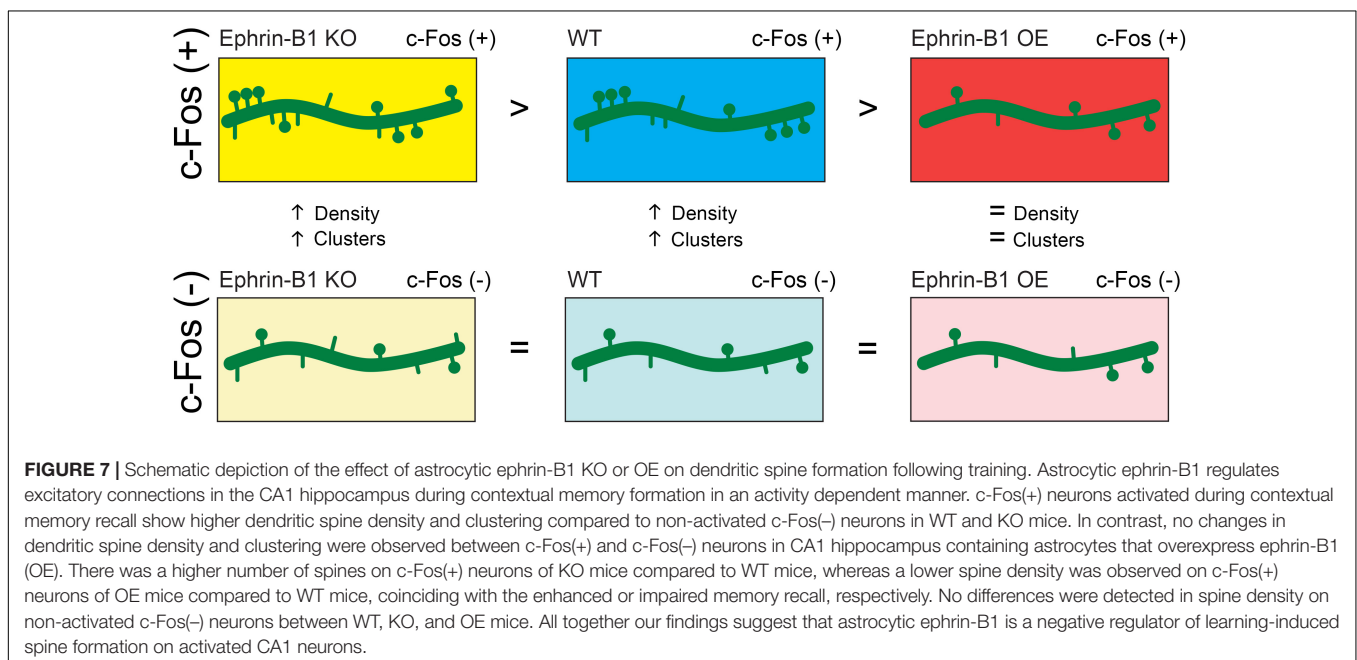 c-Fos (+)
Ephrin-B1 KO c-Fos (+) WT c-Fos (+) Ephrin-B1 OE c-Fos (+)
> >
↑ Density ↑ Density = Density
↑ Clusters ↑ Clusters = Clusters
c-Fos (-)
Ephrin-B1 KO c-Fos (-) WT c-Fos (-) Ephrin-B1 OE c-Fos (-)
= =
FIGURE 7 | Schematic depiction of the effect of astrocytic ephrin-B1 KO or OE on dendritic spine formation following training. Astrocytic ephrin-B1 regulates
excitatory connections in the CA1 hippocampus during contextual memory formation in an activity dependent manner. c-Fos(+) neurons activated during contextual
memory recall show higher dendritic spine density and clustering compared to non-activated c-Fos(–) neurons in WT and KO mice. In contrast, no changes in
dendritic spine density and clustering were observed between c-Fos(+) and c-Fos(–) neurons in CA1 hippocampus containing astrocytes that overexpress ephrin-B1
(OE). There was a higher number of spines on c-Fos(+) neurons of KO mice compared to WT mice, whereas a lower spine density was observed on c-Fos(+)
neurons of OE mice compared to WT mice, coinciding with the enhanced or impaired memory recall, respectively. No differences were detected in spine density on
non-activated c-Fos(–) neurons between WT, KO, and OE mice. All together our findings suggest that astrocytic ephrin-B1 is a negative regulator of learning-induced
spine formation on activated CA1 neurons.